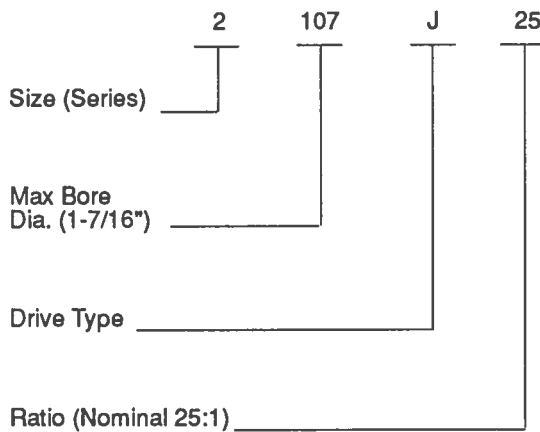 2 107 J 25
Size (Series)
Max Bore
Dia. (1-7/16")
Drive Type
Ratio (Nominal 25:1)